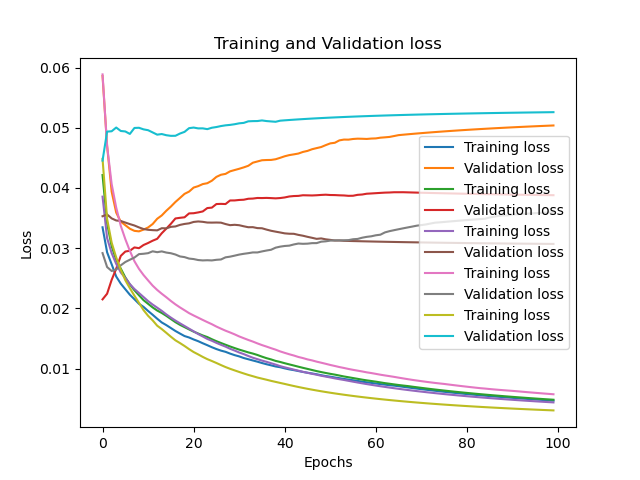 Training and Validation loss
0.06
0.05
0.04
0.03
0.02
0.01
Loss
Training loss
Validation loss
Training loss
Validation loss
Training loss
Validation loss
Training loss
Validation loss
Training loss
Validation loss
0 20 40 60 80 100
Epochs